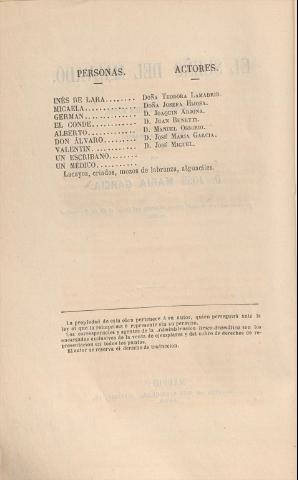 PERSONAS. ACTORES.
INÉS DE LARA........ DOÑA TEODORA LAMADRID.
MICAELA............. DOÑA JOSEFA HIJOSA.
GERMAN.............. D. JOAQUIN ARJONA.
EL CONDE............ D. JUAN BENETTI.
ALBERTO............. D. MANUEL OSSORIO.
DON ÁLVARO.......... D. JOSÉ MARIA GARCIA.
VALENTIN............ D. JOSÉ MIGUEL.
UN ESCRIBANO.......
UN MÉDICO..........
Lacayos, criados, mozos de labranza, alguaciles.
La propiedad de esta obra pertenece á su autor, quien perseguirá ante la
ley al que la reimprima ó represente sin su permiso.
Los corresponsales y agentes de la Administracion lírico-dramática son los
encargados exclusivos de la venta de ejemplares y del cobro de derechos de re-
presentacion en todos los puntos.
El autor se reserva el derecho de traduccion.